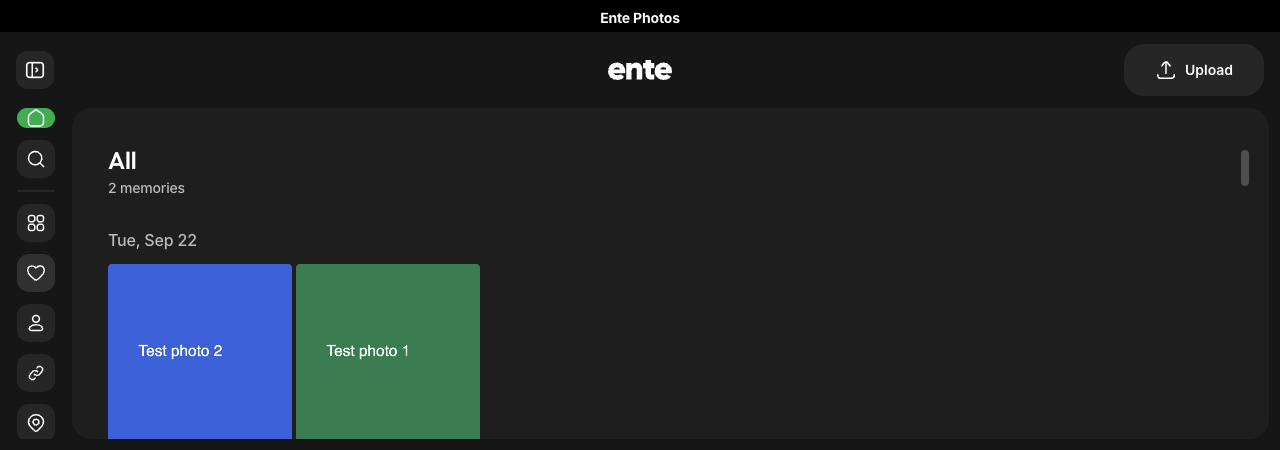 Ente Photos
ente
Upload
All
2 memories
Tue, Sep 22
Test photo 2
Test photo 1